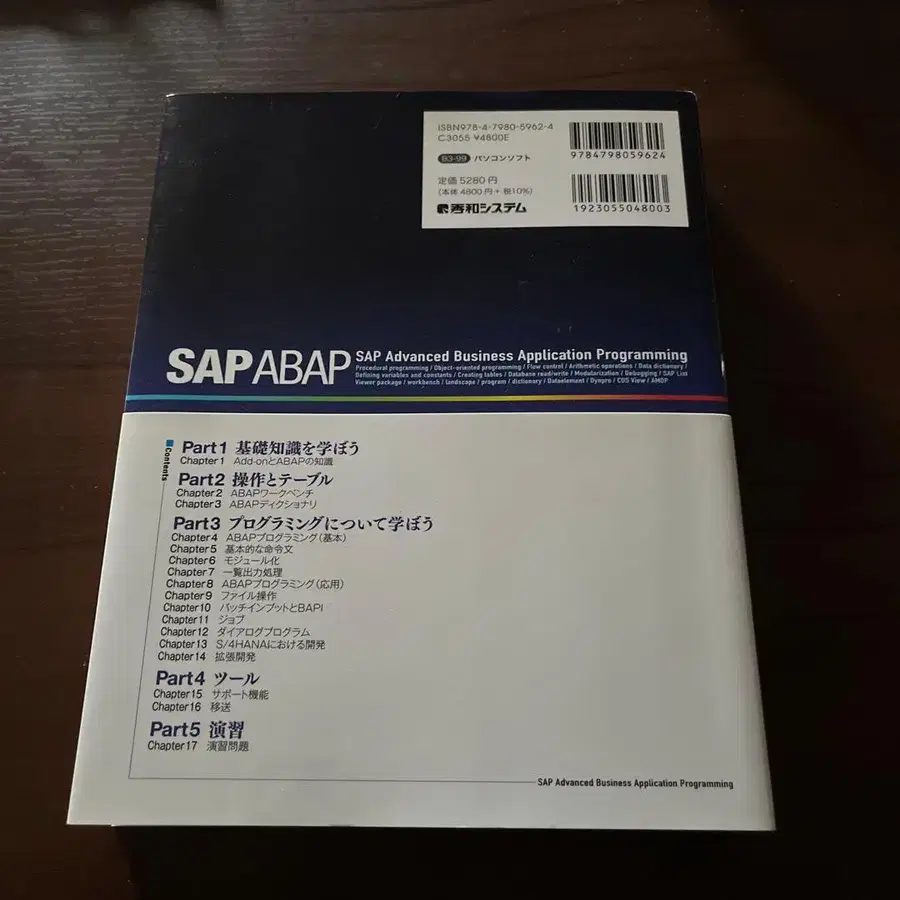 ISBN978-4-7980-5962-4
C3055 ¥4800E
B3-99 パソコンソフト
定価5280円
(本体4800円+税10%)
秀和システム
9784798059624
1923055048003
SAP ABAP
SAP Advanced Business Application Programming
Procedural programming / Object-oriented programming / Flow control / Arithmetic operations / Data dictionary /
Defining variables and constants / Creating tables / Database read/write / Modularization / Debugging / SAP List
Viewer package / workbench / landscape / program / dictionary / Dataelement / Dynpro / CDS View / AMDP
Contents
Part1 基礎知識を学ぼう
Chapter1 Add-onとABAPの知識
Part2 操作とテーブル
Chapter2 ABAPワークベンチ
Chapter3 ABAPディクショナリ
Part3 プログラミングについて学ぼう
Chapter4 ABAPプログラミング(基本)
Chapter5 基本的な命令文
Chapter6 モジュール化
Chapter7 一覧出力処理
Chapter8 ABAPプログラミング(応用)
Chapter9 ファイル操作
Chapter10 バッチインプットとBAPI
Chapter11 ジョブ
Chapter12 ダイアログプログラム
Chapter13 S/4HANAにおける開発
Chapter14 拡張開発
Part4 ツール
Chapter15 サポート機能
Chapter16 移送
Part5 演習
Chapter17 演習問題
SAP Advanced Business Application Programming